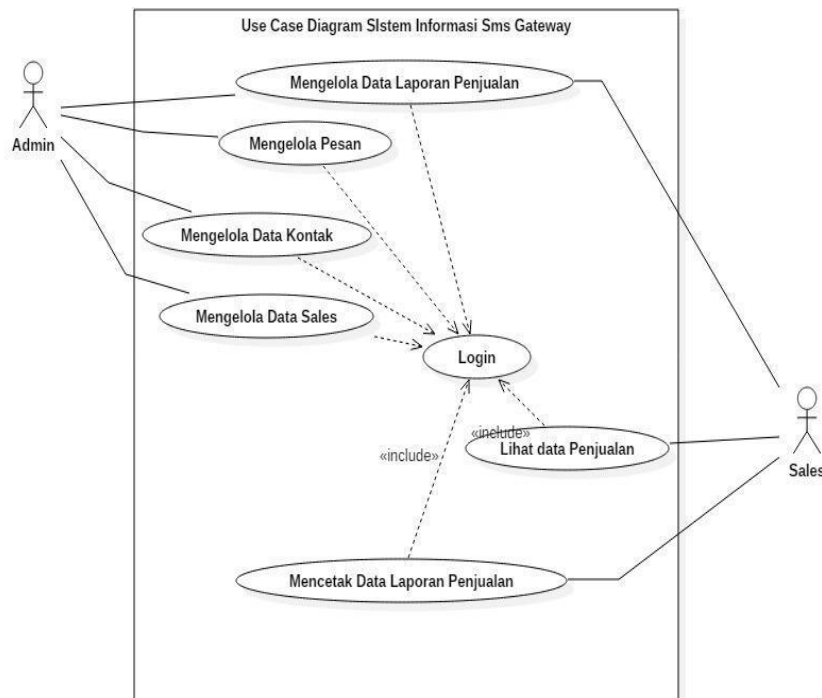 Use Case Diagram SIstem Informasi Sms Gateway
Mengelola Data Laporan Penjualan
Admin
Mengelola Pesan
Mengelola Data Kontak
Mengelola Data Sales
Login
«include»
Lihat data Penjualan
«include»
Sales
Mencetak Data Laporan Penjualan